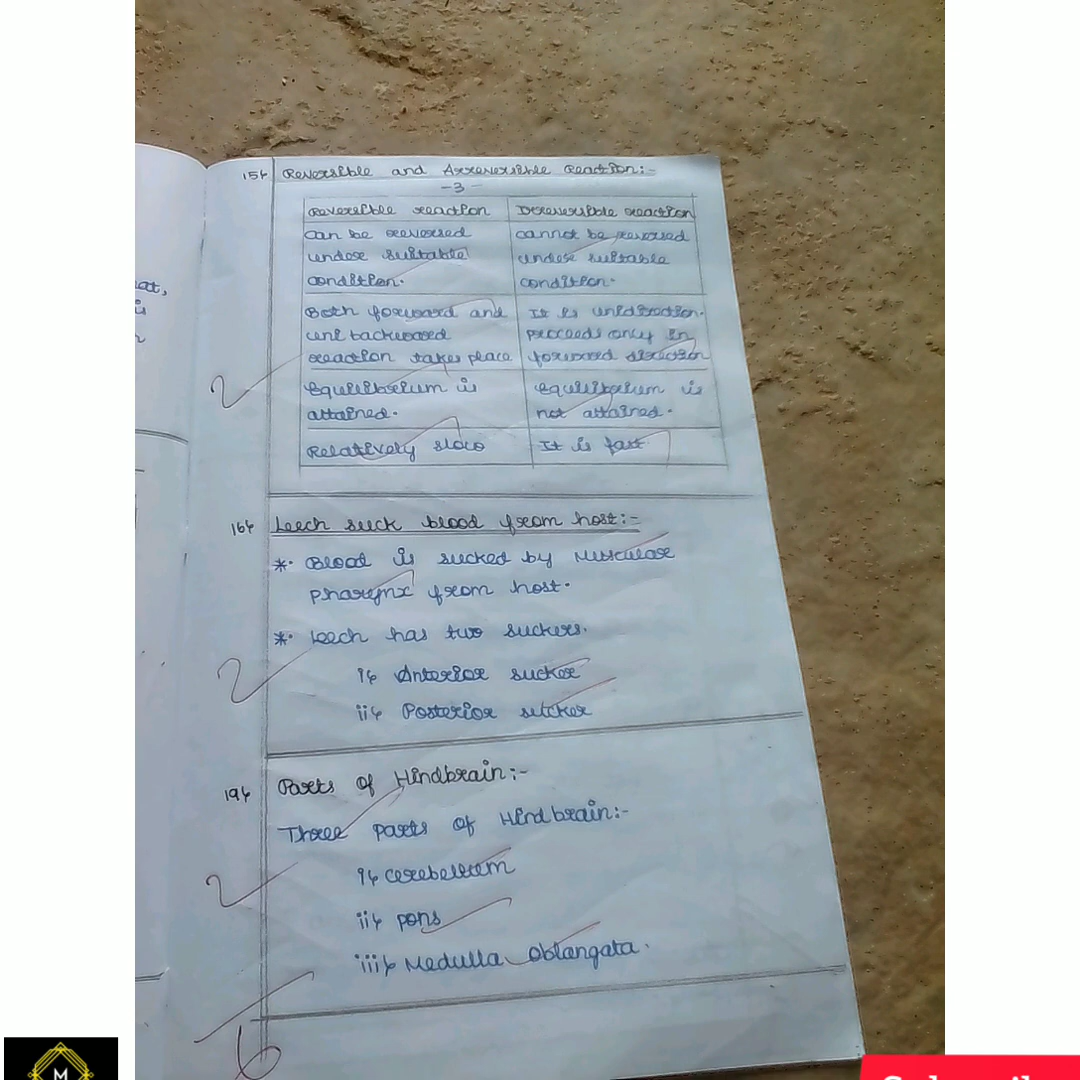 at,
15) Reversible and Irreversible Reaction:-
-3-
Reversible reaction Irreversible reaction
can be reversed cannot be reversed
under suitable under suitable
condition. condition.
Both forward and It is unidirection.
uni backward proceeds only in
reaction takes place forward direction
Equilibrium is equilibrium is
attained. not attained.
Relatively slow It is fast
2
16) Leech suck blood from host:-
*. Blood is sucked by Muscular
pharynx from host.
*. Leech has two suckers.
i) Anterior sucker
ii) Posterior sucker
2
19) Parts of Hindbrain:-
Three parts of Hindbrain:-
i) cerebellum
2
ii) pons
iii) Medulla oblangata.
6
M